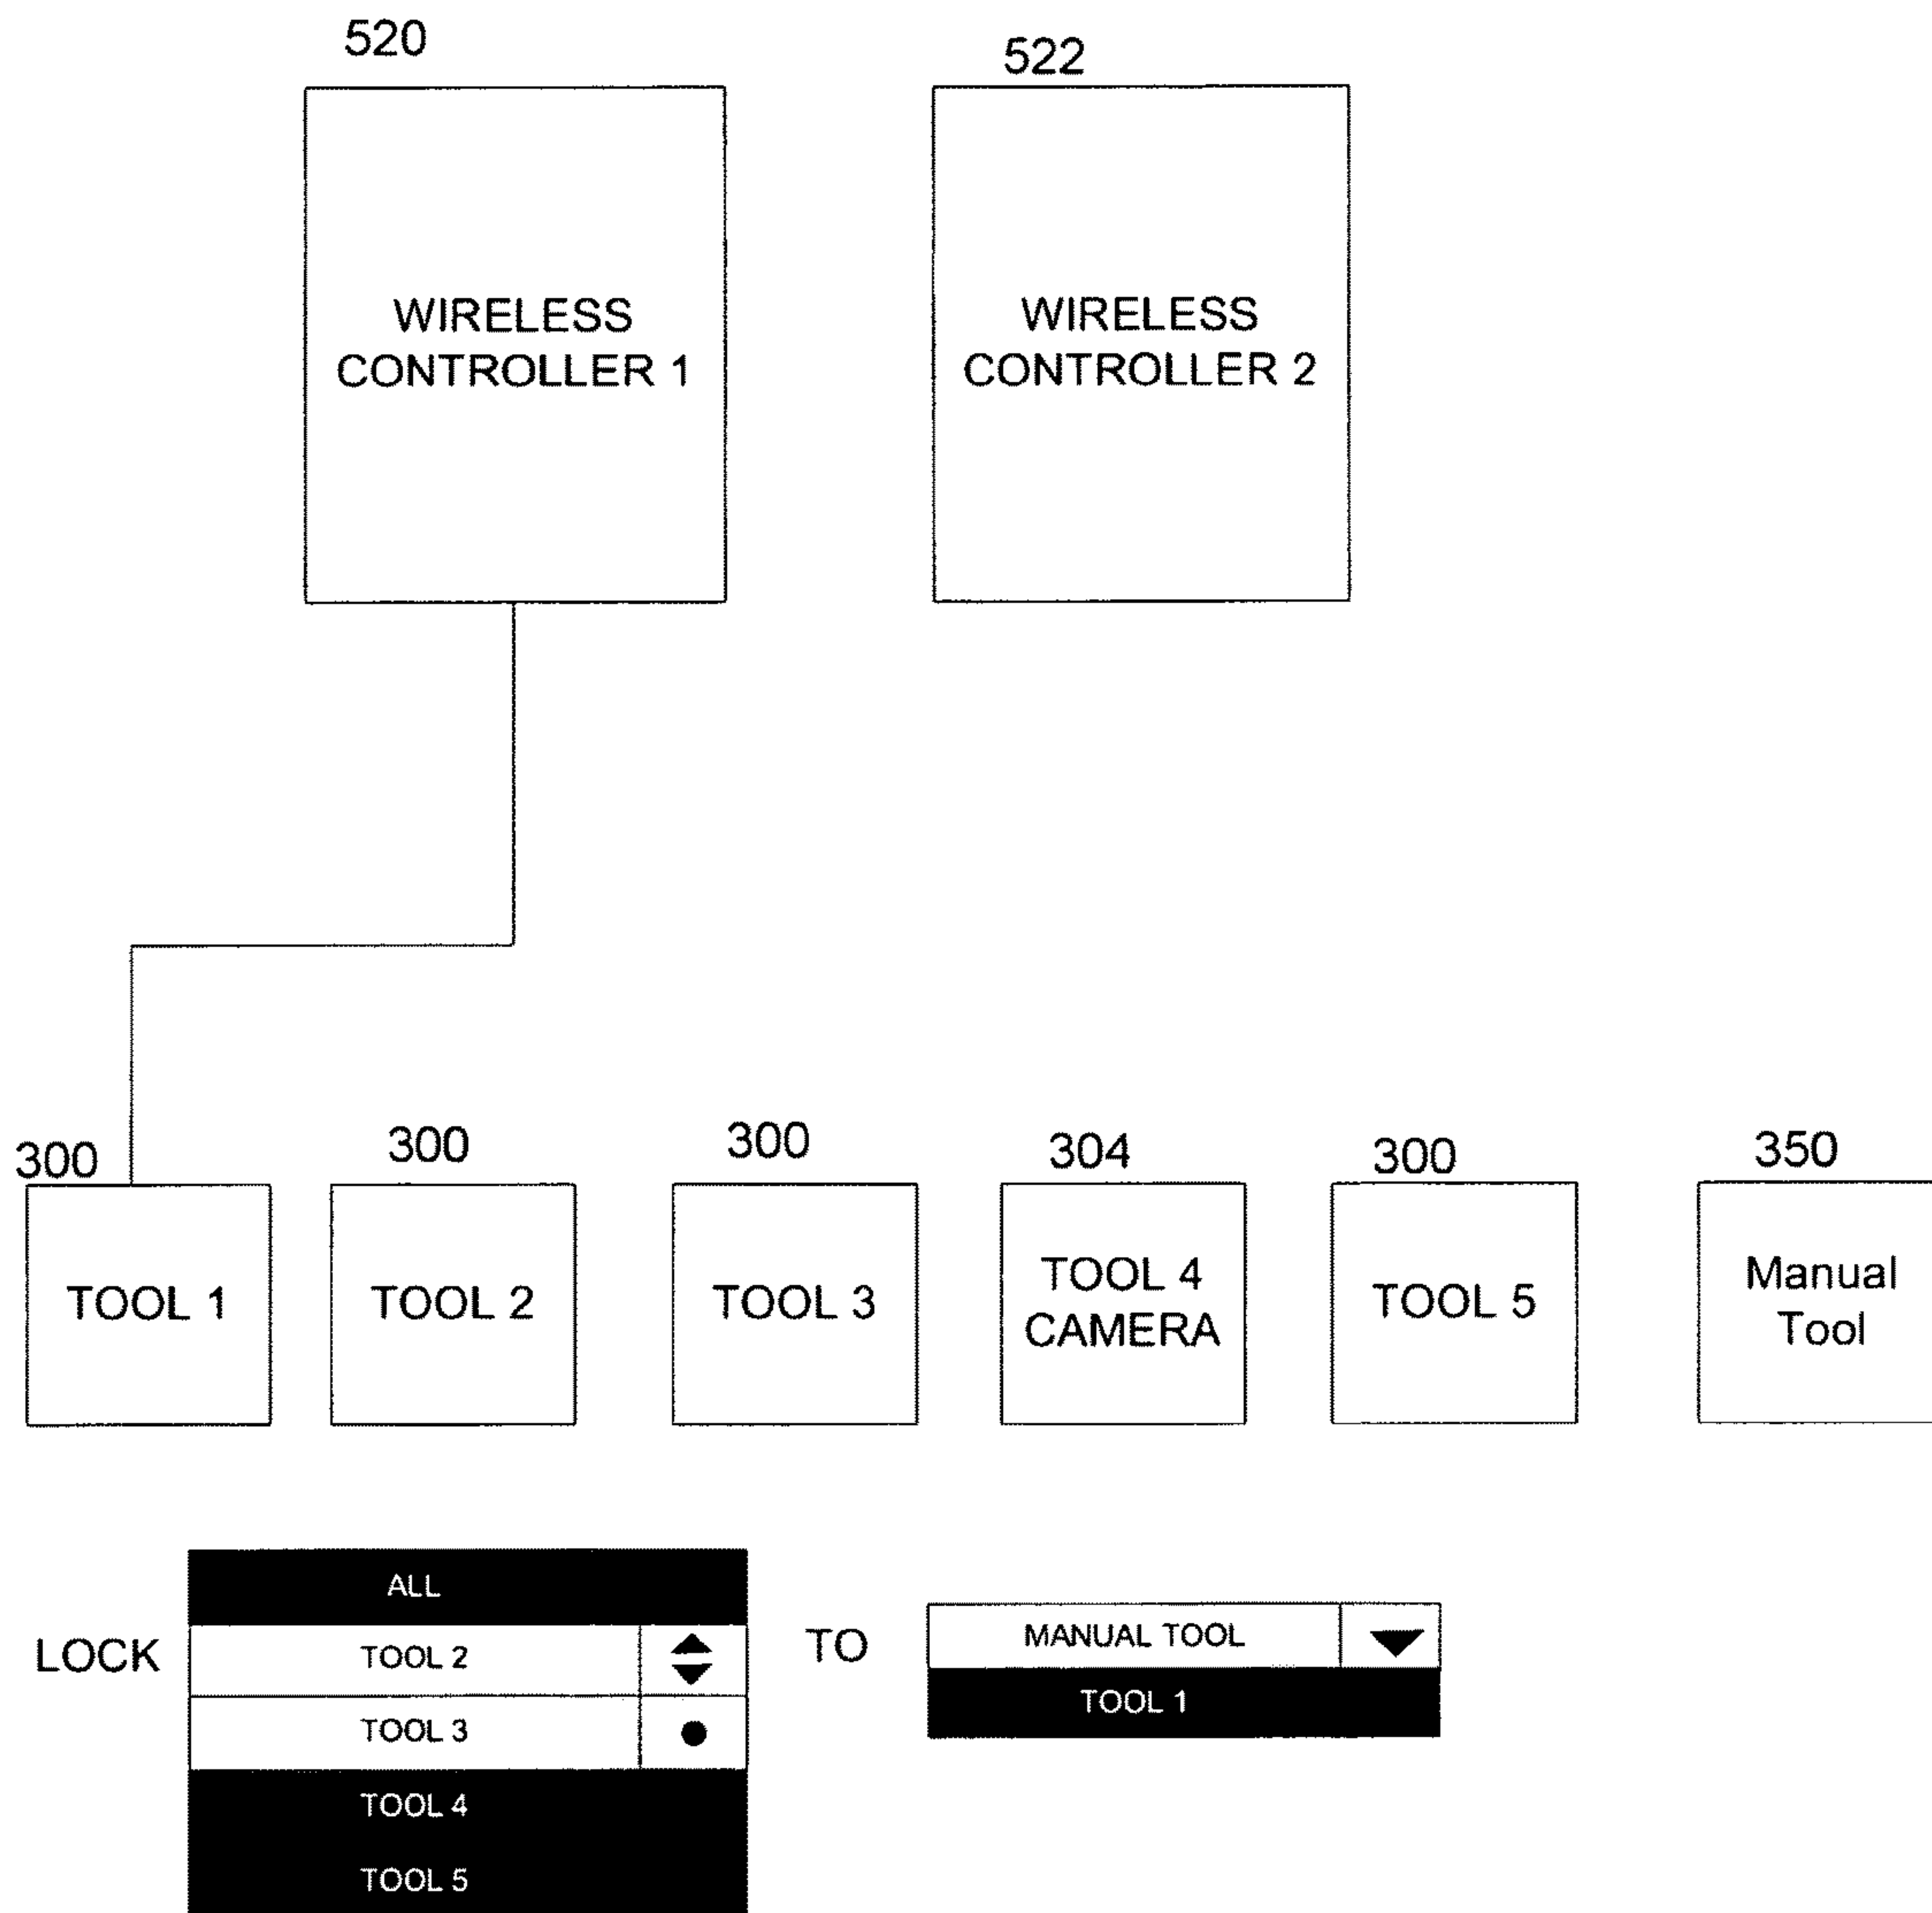 520
522
WIRELESS
CONTROLLER 1
WIRELESS
CONTROLLER 2
300
300
300
304
300
350
TOOL 1
TOOL 2
TOOL 3
TOOL 4
CAMERA
TOOL 5
Manual
Tool
LOCK
ALL
TOOL 2
TOOL 3
TOOL 4
TOOL 5
TO
MANUAL TOOL
TOOL 1